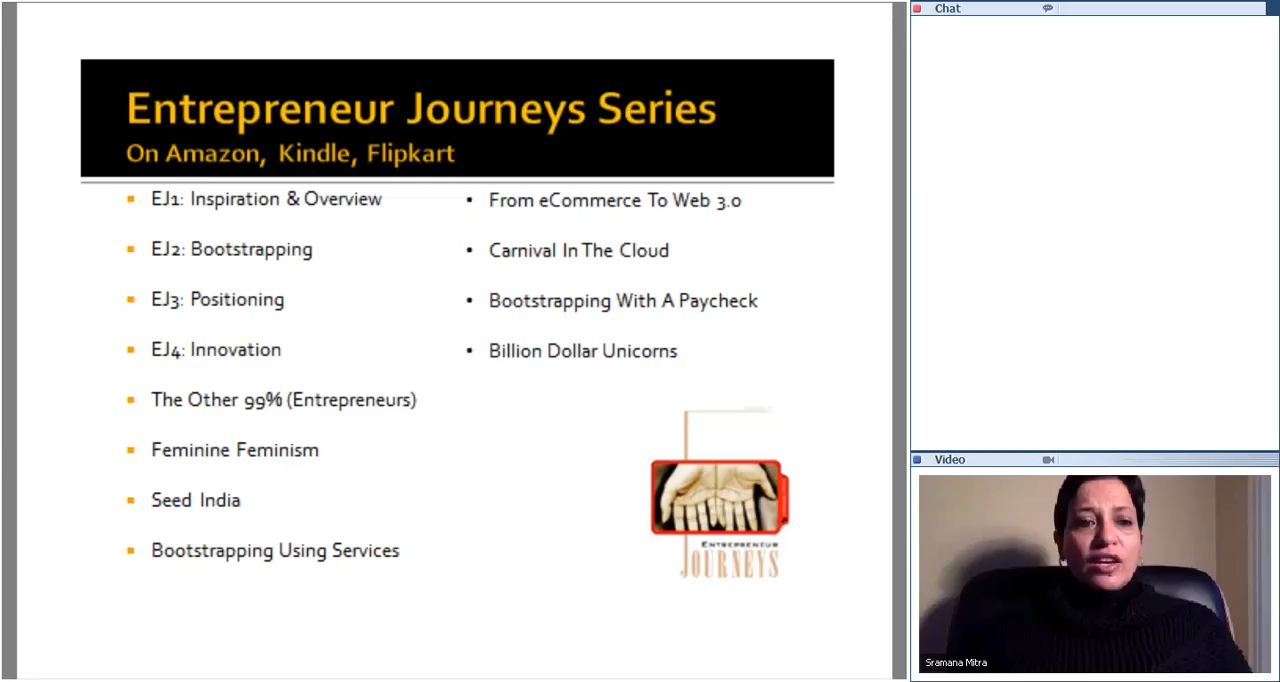 Entrepreneur Journeys Series
On Amazon, Kindle, Flipkart
EJ1: Inspiration & Overview
EJ2: Bootstrapping
EJ3: Positioning
EJ4: Innovation
The Other 99% (Entrepreneurs)
Feminine Feminism
Seed India
Bootstrapping Using Services
From eCommerce To Web 3.0
Carnival In The Cloud
Bootstrapping With A Paycheck
Billion Dollar Unicorns
ENTREPRENEUR
JOURNEYS
Chat
Video
Sramana Mitra